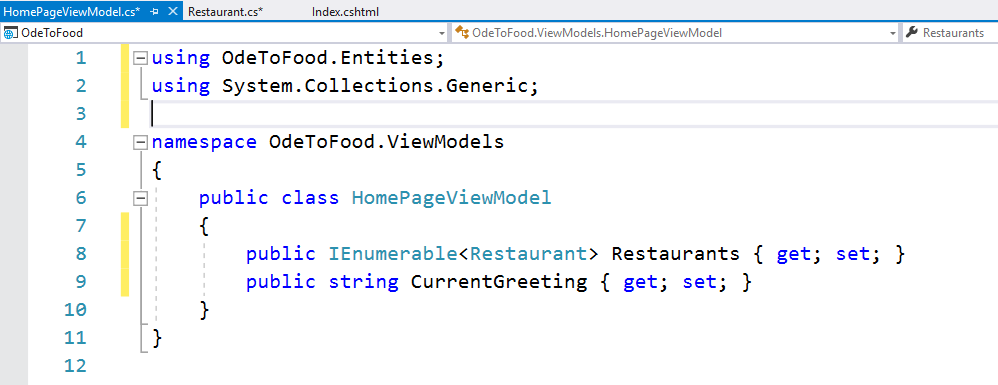 HomePageViewModel.cs* Restaurant.cs* Index.cshtml
OdeToFood OdeToFood.ViewModels.HomePageViewModel Restaurants
1 using OdeToFood.Entities;
2 using System.Collections.Generic;
3
4 namespace OdeToFood.ViewModels
5 {
6 public class HomePageViewModel
7 {
8 public IEnumerable<Restaurant> Restaurants { get; set; }
9 public string CurrentGreeting { get; set; }
10 }
11 }
12